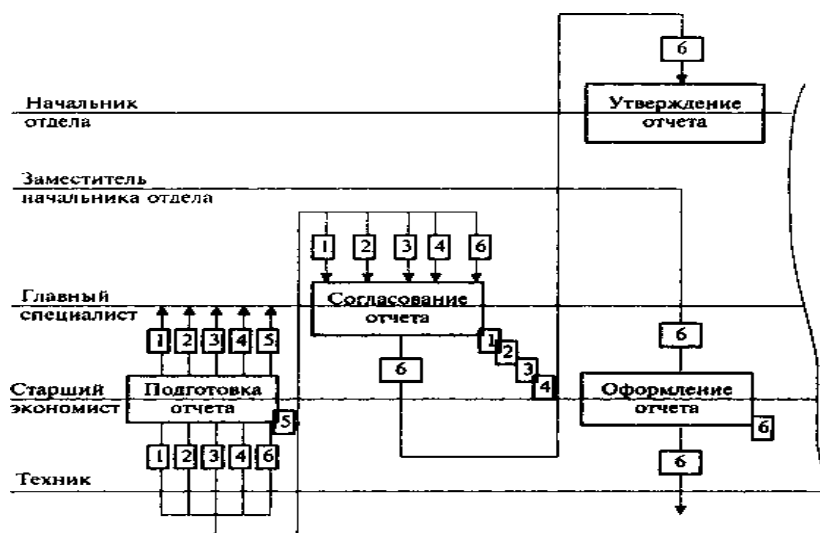 6
Начальник
отдела
Утверждение
отчета
Заместитель
начальника отдела
1 2 3 4 6
Главный
специалист
Согласование
отчета
1 2 3 4 5
1
2
3
4
6
6
Старший
экономист
Подготовка
отчета
5
Оформление
отчета
6
1 2 3 4 6
6
Техник